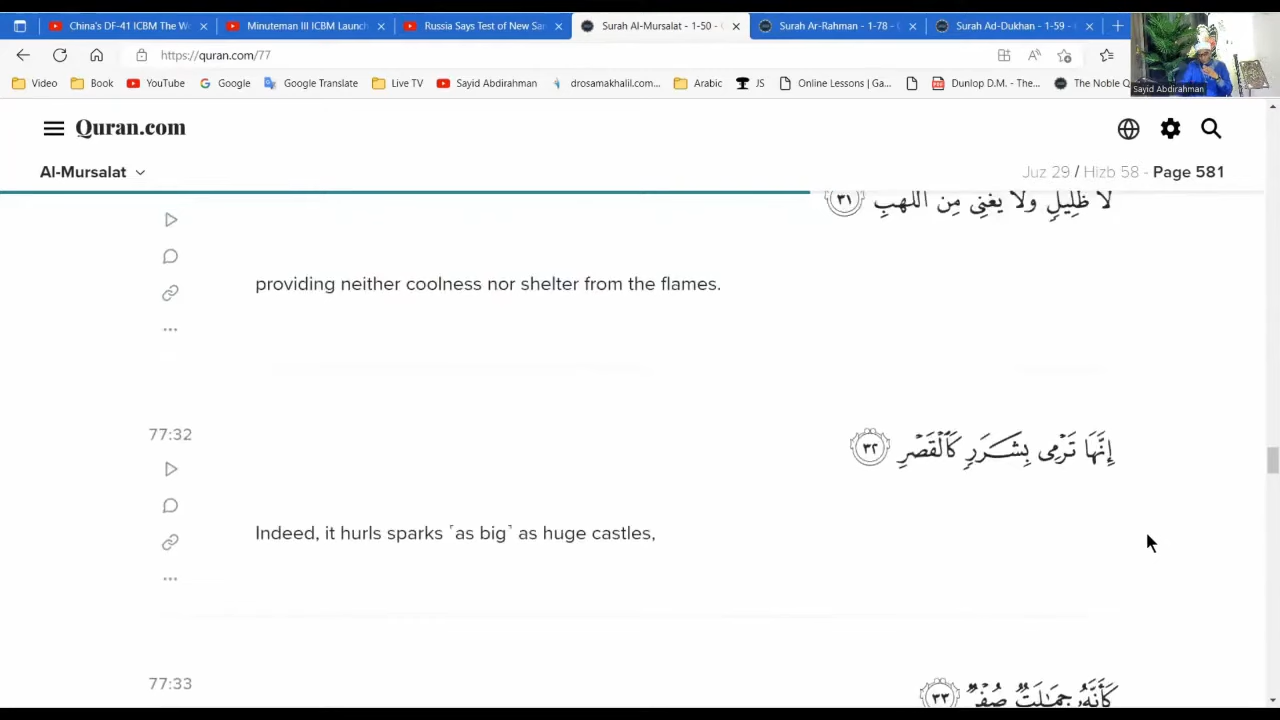 China's DF-41 ICBM The Wo
Minuteman III ICBM Launch
Russia Says Test of New Sar
Surah Al-Mursalat - 1-50 -
Surah Ar-Rahman - 1-78 -
Surah Ad-Dukhan - 1-59 -
https://quran.com/77
Video
Book
YouTube
Google
Google Translate
Live TV
Sayid Abdirahman
drosamakhalil.com...
Arabic
JS
Online Lessons | Ga...
Dunlop D.M. - The...
The Noble Q
Sayid Abdirahman
Quran.com
Al-Mursalat
Juz 29 / Hizb 58 - Page 581
لَّا ظَلِيلٍ وَلَا يُغْنِى مِنَ ٱللَّهَبِ ٣١
providing neither coolness nor shelter from the flames.
77:32
إِنَّهَا تَرْمِى بِشَرَرٍ كَٱلْقَصْرِ ٣٢
Indeed, it hurls sparks ˹as big˺ as huge castles,
77:33
كَأَنَّهُۥ جِمَـٰلَتٌ صُفْرٌ ٣٣